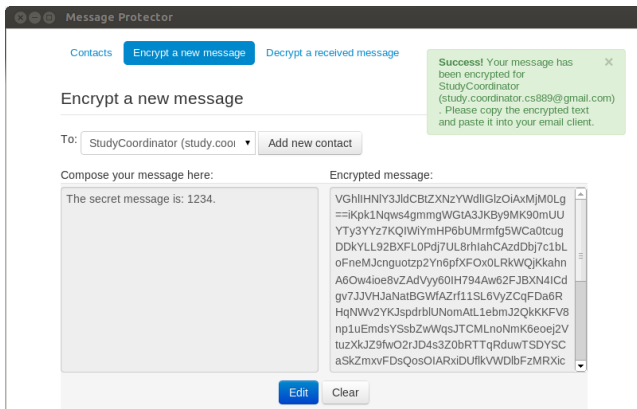 Message Protector
Contacts
Encrypt a new message
Decrypt a received message
Success! Your message has
been encrypted for
StudyCoordinator
(study.coordinator.cs889@gmail.com)
. Please copy the encrypted text
and paste it into your email client.
×
Encrypt a new message
To:
StudyCoordinator (study.coor
Add new contact
Compose your message here:
Encrypted message:
The secret message is: 1234.
VGhlIHNlY3JldCBtZXNzYWdlIGlzOiAxMjM0Lg
==iKpk1Nqws4gmmgWGtA3JKBy9MK90mUU
YTy3YYz7KQIWiYmHP6bUMrmfg5WCa0tcug
DDkYLL92BXFL0Pdj7UL8rhIahCAzdDbj7c1bL
oFneMJcnguotzp2Yn6pfXFOx0LRkWQjKkahn
A6Ow4ioe8vZAdVyy60IH794Aw62FJBXN4ICd
gv7JJVHJaNatBGWfAZrf11SL6VyZCqFDa6R
HqNWv2YKJspdrblUNomAtL1ebmJ2QkKKFV8
np1uEmdsYSsbZwWqsJTCMLnoNmK6eoej2V
tuzXkJZ9fwO2rJD4s3Z0bRTTqRduwTSDYSC
aSkZmxvFDsQosOIARxiDUflkVWDlbFzMRXic
Edit
Clear